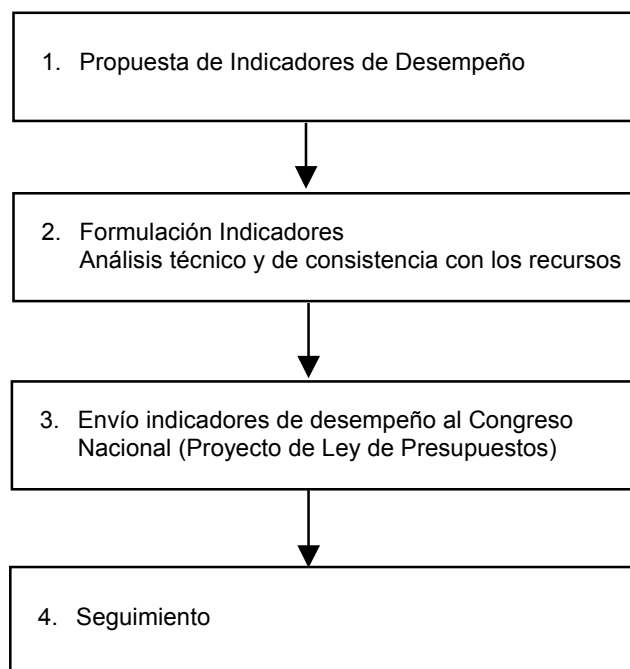 1. Propuesta de Indicadores de Desempeño
2. Formulación Indicadores
Análisis técnico y de consistencia con los recursos
3. Envío indicadores de desempeño al Congreso
Nacional (Proyecto de Ley de Presupuestos)
4. Seguimiento